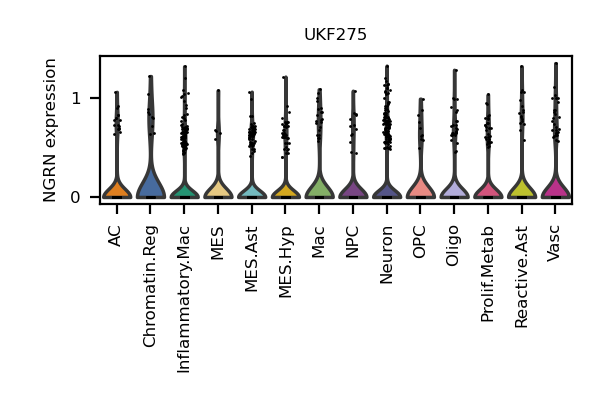 UKF275
NGRN expression
1
0
AC
Chromatin.Reg
Inflammatory.Mac
MES
MES.Ast
MES.Hyp
Mac
NPC
Neuron
OPC
Oligo
Prolif.Metab
Reactive.Ast
Vasc